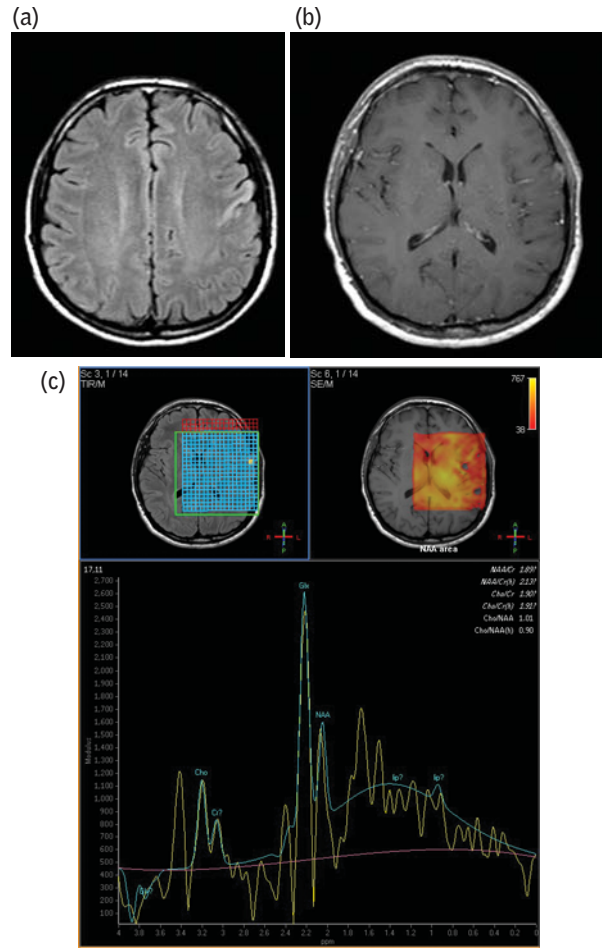 (a)
(b)
(c)
Sc 3, 1 / 14
TIR/M
Sc 6, 1 / 14
SE/M
767
38
A
R L
P
A
R L
P
NAA area
17,11
NAA/Cr 1.89?
NAA/Cr(h) 2.13?
Cho/Cr 1.90?
Cho/Cr(h) 1.91?
Cho/NAA 1.01
Cho/NAA(h) 0.90
2,700
2,600
2,500
2,400
2,300
2,200
2,100
2,000
1,900
1,800
1,700
1,600
1,500
1,400
1,300
1,200
1,100
1,000
900
800
700
600
500
400
300
200
100
Modulus
Glx
NAA
Cho
Cr?
lip?
lip?
4 3.8 3.6 3.4 3.2 3 2.8 2.6 2.4 2.2 2 1.8 1.6 1.4 1.2 1 0.8 0.6 0.4 0.2 0
ppm